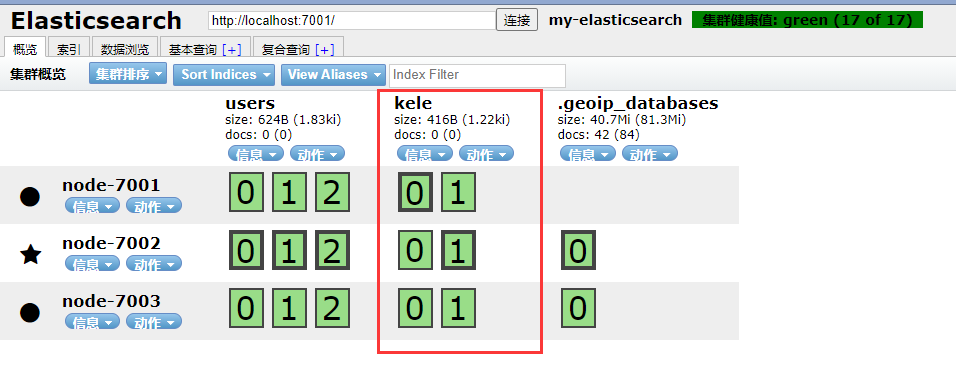 Elasticsearch http://localhost:7001/ 连接 my-elasticsearch 集群健康值: green (17 of 17)
概览 索引 数据浏览 基本查询 [+] 复合查询 [+]
集群概览 集群排序 Sort Indices View Aliases Index Filter
users kele .geoip_databases
size: 624B (1.83ki) size: 416B (1.22ki) size: 40.7Mi (81.3Mi)
docs: 0 (0) docs: 0 (0) docs: 42 (84)
信息 动作 信息 动作 信息 动作
node-7001 0 1 2 0 1
信息 动作
node-7002 0 1 2 0 1 0
信息 动作
node-7003 0 1 2 0 1 0
信息 动作